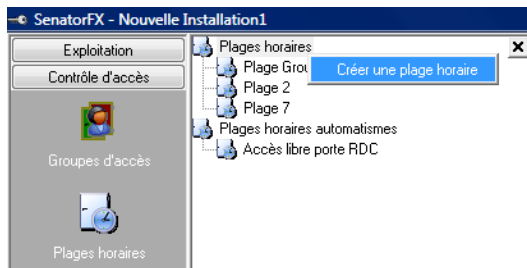 SenatorFX - Nouvelle Installation1
Exploitation
Contrôle d'accès
Groupes d'accès
Plages horaires
Plages horaires
Plage Grou
Créer une plage horaire
Plage 2
Plage 7
Plages horaires automatismes
Accès libre porte RDC